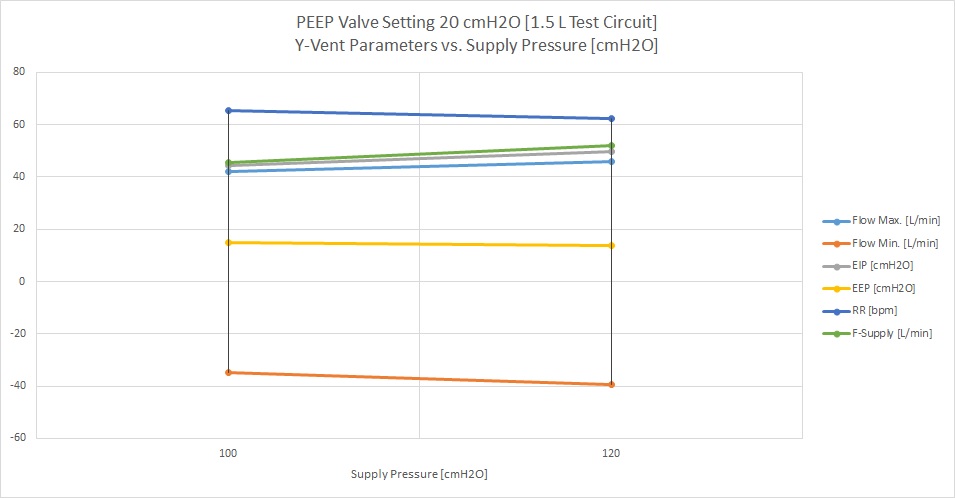 PEEP Valve Setting 20 cmH2O [1.5 L Test Circuit]
Y-Vent Parameters vs. Supply Pressure [cmH2O]
80
60
40
20
0
-20
-40
-60
100
120
Supply Pressure [cmH2O]
Flow Max. [L/min]
Flow Min. [L/min]
EIP [cmH2O]
EEP [cmH2O]
RR [bpm]
F-Supply [L/min]